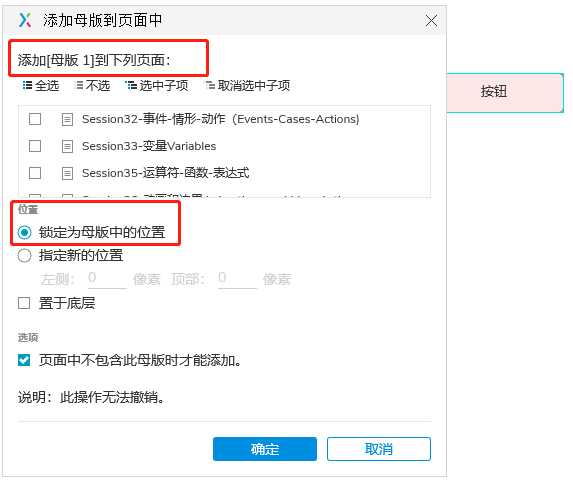 添加母版到页面中
添加[母版 1]到下列页面：
全选 不选 选中子项 取消选中子项
按钮
Session32-事件-情形-动作（Events-Cases-Actions)
Session33-变量Variables
Session35-运算符-函数-表达式
位置
锁定为母版中的位置
指定新的位置
左侧： 0 像素 顶部： 0 像素
置于底层
选项
页面中不包含此母版时才能添加。
说明：此操作无法撤销。
确定 取消